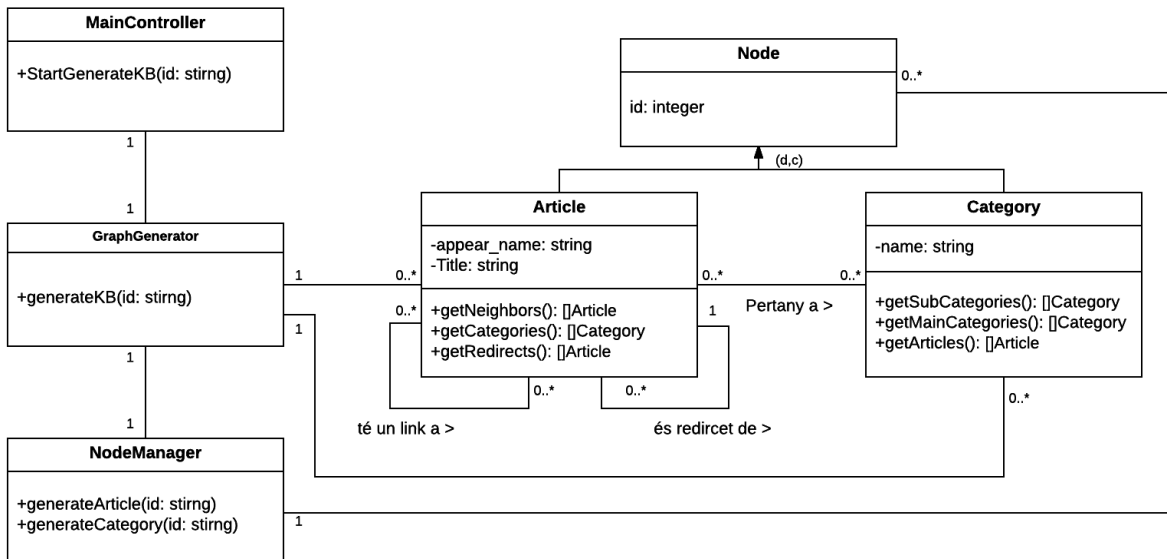 MainController
+StartGenerateKB(id: stirng)
1
1
GraphGenerator
+generateKB(id: stirng)
1
1
1
1
NodeManager
+generateArticle(id: stirng)
+generateCategory(id: stirng)
1
Node
id: integer
0..*
(d,c)
Article
-appear_name: string
-Title: string
+getNeighbors(): []Article
+getCategories(): []Category
+getRedirects(): []Article
0..*
0..*
0..*
té un link a >
1
0..*
és redircet de >
0..*
0..*
Pertany a >
Category
-name: string
+getSubCategories(): []Category
+getMainCategories(): []Category
+getArticles(): []Article
0..*